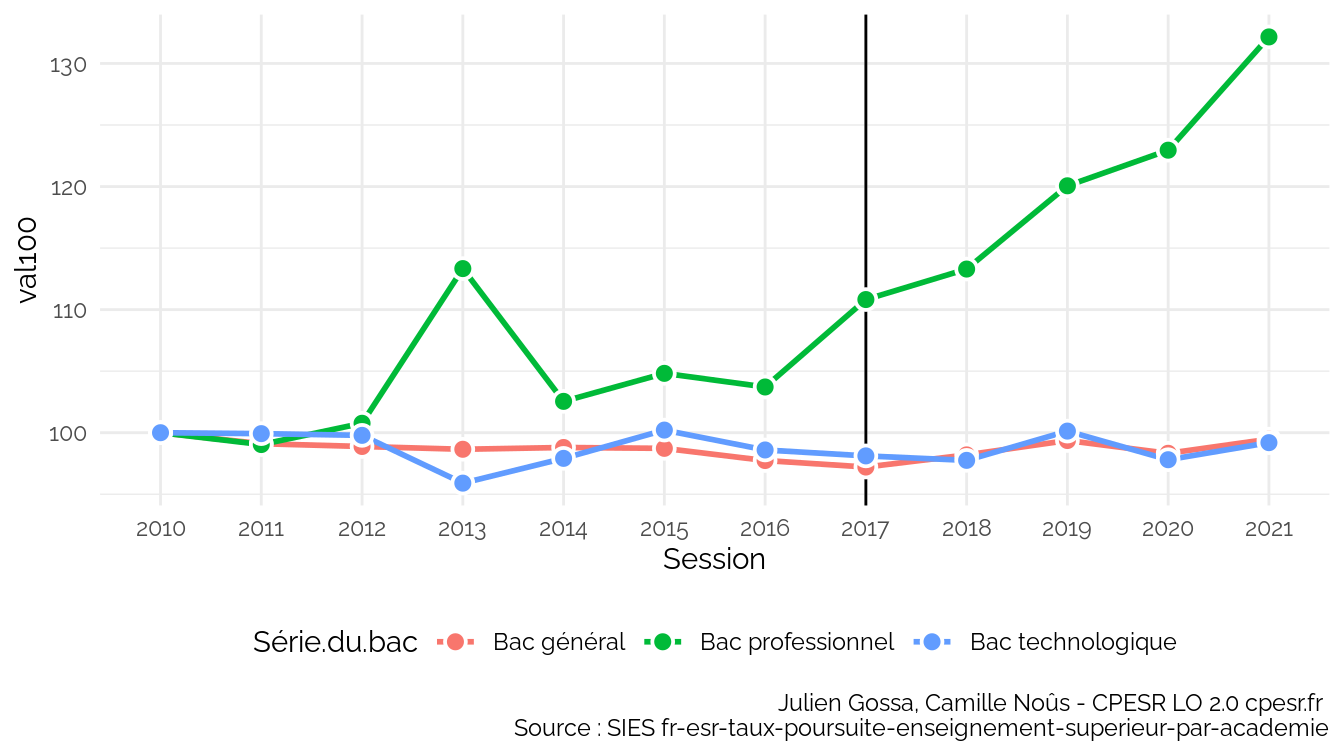 130
120
110
100
val100
2010 2011 2012 2013 2014 2015 2016 2017 2018 2019 2020 2021
Session
Série.du.bac Bac général Bac professionnel Bac technologique
Julien Gossa, Camille Noûs - CPESR LO 2.0 cpesr.fr
Source : SIES fr-esr-taux-poursuite-enseignement-superieur-par-academie